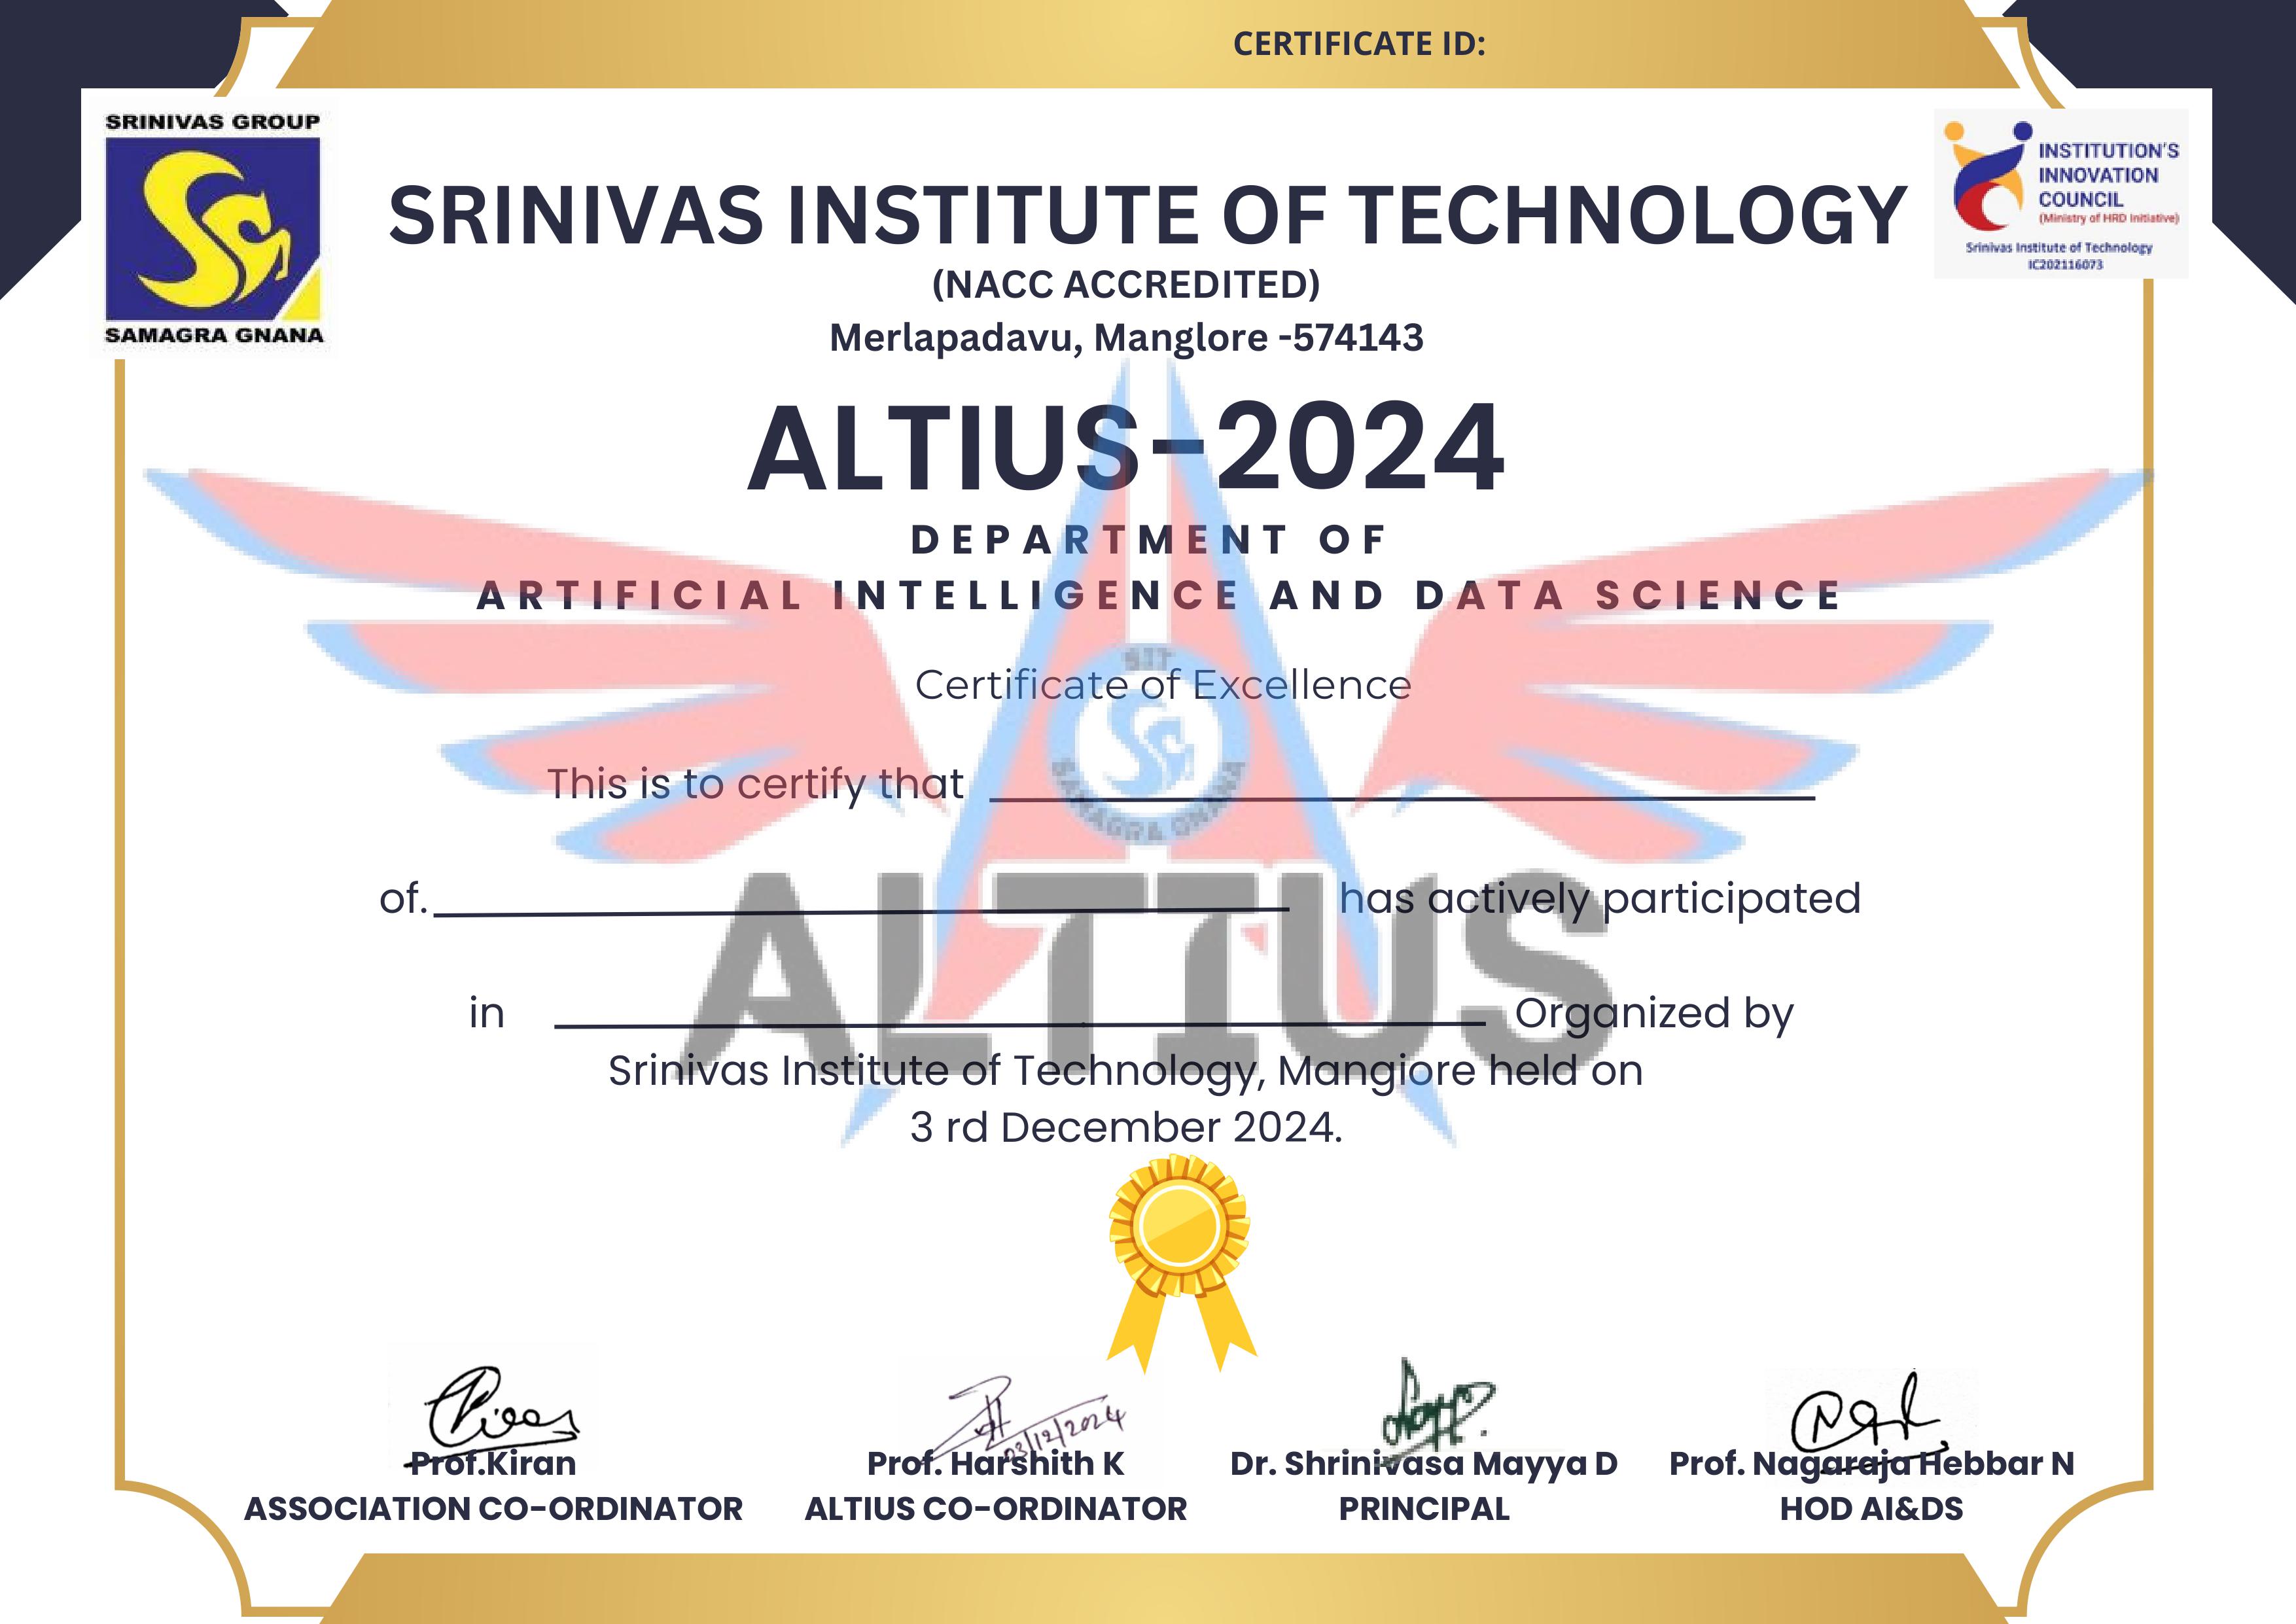 CERTIFICATE ID:
SRINIVAS GROUP
SAMAGRA GNANA
INSTITUTION'S
INNOVATION
COUNCIL
(Ministry of HRD Initiative)
Srinivas Institute of Technology
IC202116073
SRINIVAS INSTITUTE OF TECHNOLOGY
(NACC ACCREDITED)
Merlapadavu, Manglore -574143
ALTIUS-2024
DEPARTMENT OF
ARTIFICIAL INTELLIGENCE AND DATA SCIENCE
SIT
Certificate of Excellence
SAMAGRA GNANA
This is to certify that
ALTIUS
of. has actively participated
in Organized by
Srinivas Institute of Technology, Manglore held on
3 rd December 2024.
03/12/2024
Prof.Kiran Prof. Harshith K Dr. Shrinivasa Mayya D Prof. Nagaraja Hebbar N
ASSOCIATION CO-ORDINATOR ALTIUS CO-ORDINATOR PRINCIPAL HOD AI&DS